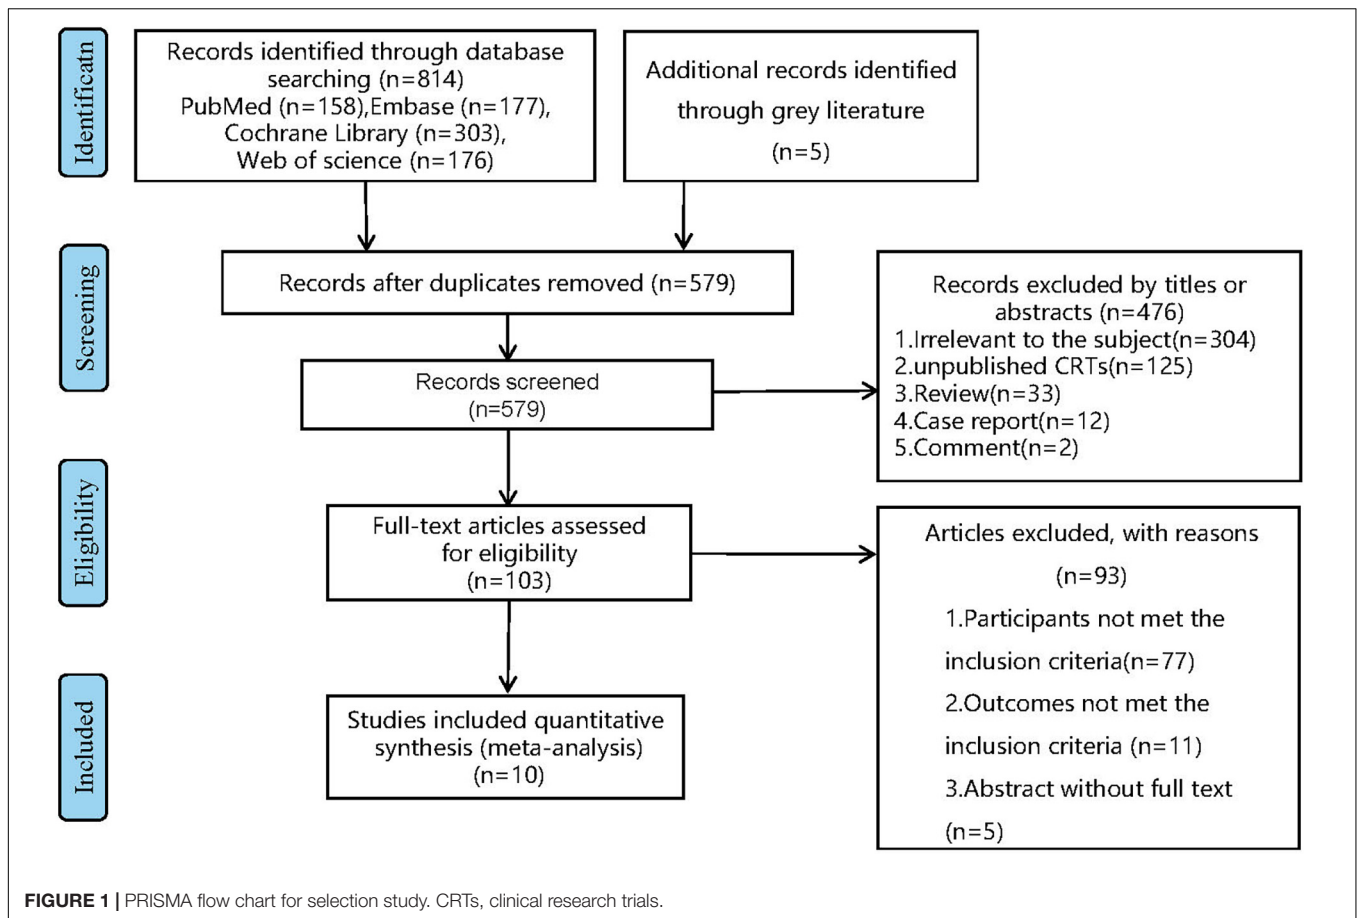 Identificatn
Records identified through database
searching (n=814)
PubMed (n=158),Embase (n=177),
Cochrane Library (n=303),
Web of science (n=176)
Additional records identified
through grey literature
(n=5)
Screening
Records after duplicates removed (n=579)
Records screened
(n=579)
Records excluded by titles or
abstracts (n=476)
1.Irrelevant to the subject(n=304)
2.unpublished CRTs(n=125)
3.Review(n=33)
4.Case report(n=12)
5.Comment(n=2)
Eligibility
Full-text articles assessed
for eligibility
(n=103)
Articles excluded, with reasons
(n=93)
1.Participants not met the
inclusion criteria(n=77)
2.Outcomes not met the
inclusion criteria (n=11)
3.Abstract without full text
(n=5)
Included
Studies included quantitative
synthesis (meta-analysis)
(n=10)
FIGURE 1 | PRISMA flow chart for selection study. CRTs, clinical research trials.